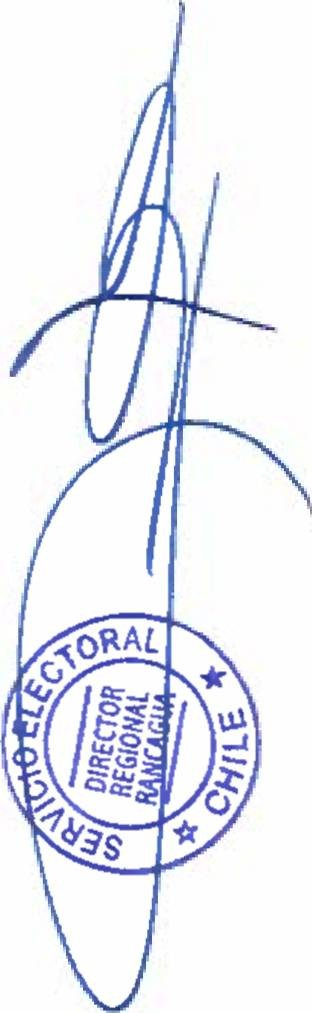 SERVICIO ELECTORAL
DIRECTOR
REGIONAL
RANCAGUA
★ CHILE ☆